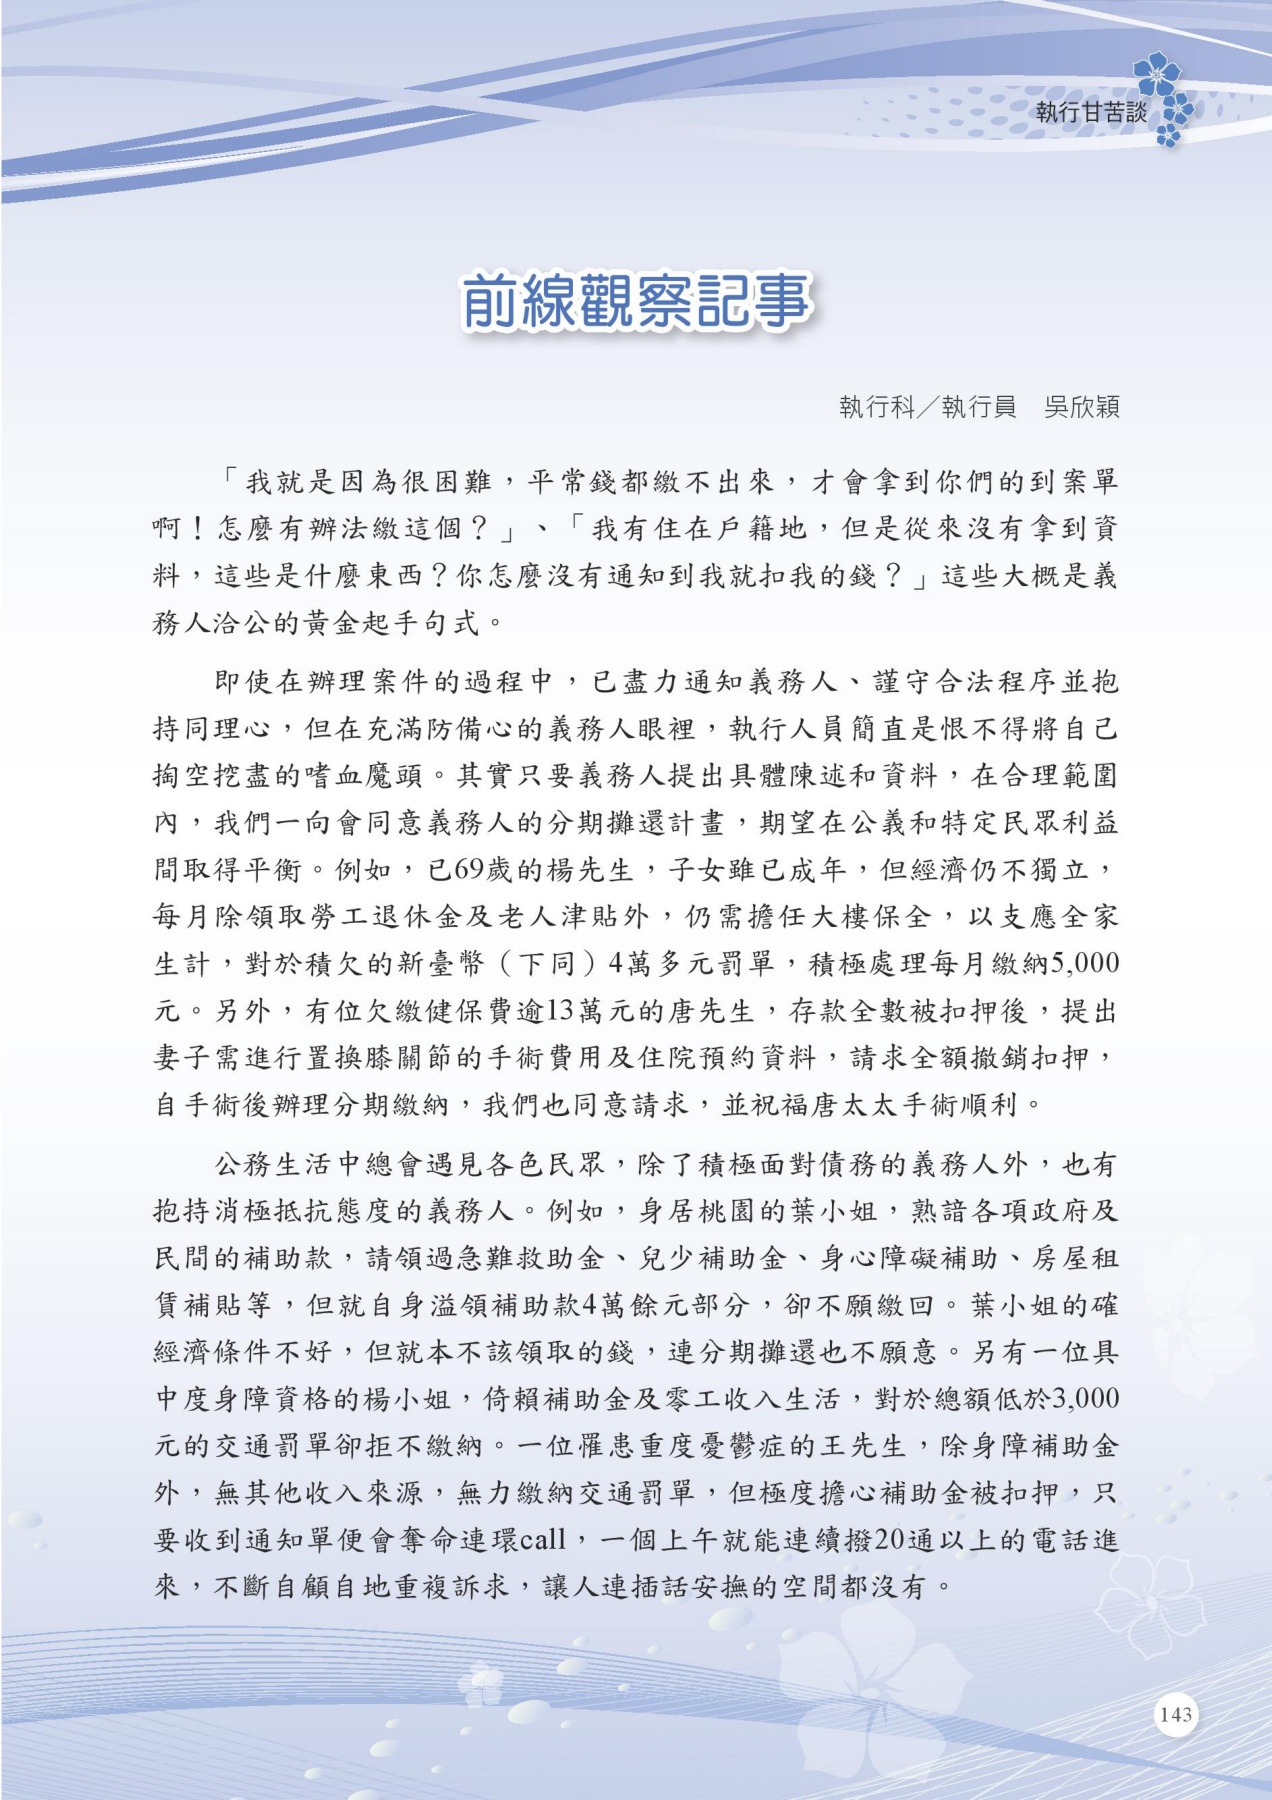 執行甘苦談
前線觀察記事
執行科／執行員　吳欣穎
「我就是因為很困難，平常錢都繳不出來，才會拿到你們的到案單
啊！怎麼有辦法繳這個？」、「我有住在戶籍地，但是從來沒有拿到資
料，這些是什麼東西？你怎麼沒有通知到我就扣我的錢？」這些大概是義
務人洽公的黃金起手句式。
即使在辦理案件的過程中，已盡力通知義務人、謹守合法程序並抱
持同理心，但在充滿防備心的義務人眼裡，執行人員簡直是恨不得將自己
掏空挖盡的嗜血魔頭。其實只要義務人提出具體陳述和資料，在合理範圍
內，我們一向會同意義務人的分期攤還計畫，期望在公義和特定民眾利益
間取得平衡。例如，已69歲的楊先生，子女雖已成年，但經濟仍不獨立，
每月除領取勞工退休金及老人津貼外，仍需擔任大樓保全，以支應全家
生計，對於積欠的新臺幣（下同）4萬多元罰單，積極處理每月繳納5,000
元。另外，有位欠繳健保費逾13萬元的唐先生，存款全數被扣押後，提出
妻子需進行置換膝關節的手術費用及住院預約資料，請求全額撤銷扣押，
自手術後辦理分期繳納，我們也同意請求，並祝福唐太太手術順利。
公務生活中總會遇見各色民眾，除了積極面對債務的義務人外，也有
抱持消極抵抗態度的義務人。例如，身居桃園的葉小姐，熟諳各項政府及
民間的補助款，請領過急難救助金、兒少補助金、身心障礙補助、房屋租
賃補貼等，但就自身溢領補助款4萬餘元部分，卻不願繳回。葉小姐的確
經濟條件不好，但就本不該領取的錢，連分期攤還也不願意。另有一位具
中度身障資格的楊小姐，倚賴補助金及零工收入生活，對於總額低於3,000
元的交通罰單卻拒不繳納。一位罹患重度憂鬱症的王先生，除身障補助金
外，無其他收入來源，無力繳納交通罰單，但極度擔心補助金被扣押，只
要收到通知單便會奪命連環call，一個上午就能連續撥20通以上的電話進
來，不斷自顧自地重複訴求，讓人連插話安撫的空間都沒有。
143